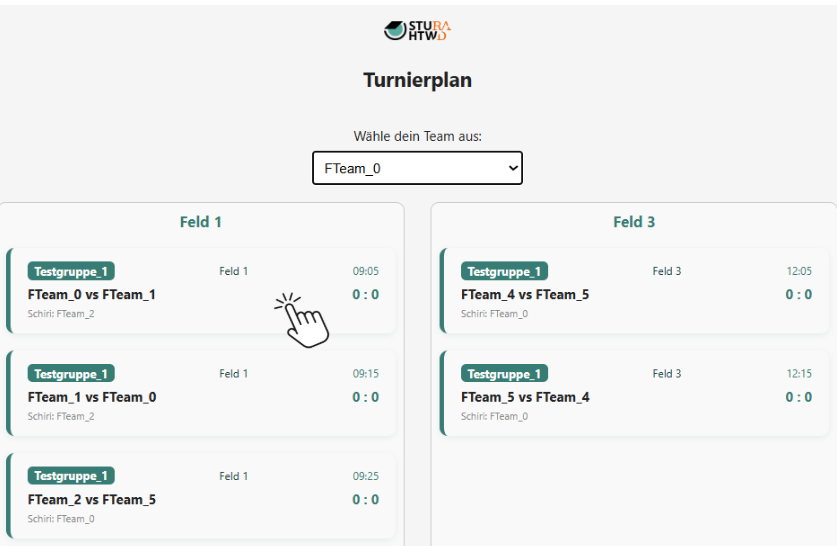 STURA
HTWD
Turnierplan
Wähle dein Team aus:
FTeam_0
Feld 1
Testgruppe_1 Feld 1 09:05
FTeam_0 vs FTeam_1 0 : 0
Schiri: FTeam_2
Testgruppe_1 Feld 1 09:15
FTeam_1 vs FTeam_0 0 : 0
Schiri: FTeam_2
Testgruppe_1 Feld 1 09:25
FTeam_2 vs FTeam_5 0 : 0
Schiri: FTeam_0
Feld 3
Testgruppe_1 Feld 3 12:05
FTeam_4 vs FTeam_5 0 : 0
Schiri: FTeam_0
Testgruppe_1 Feld 3 12:15
FTeam_5 vs FTeam_4 0 : 0
Schiri: FTeam_0